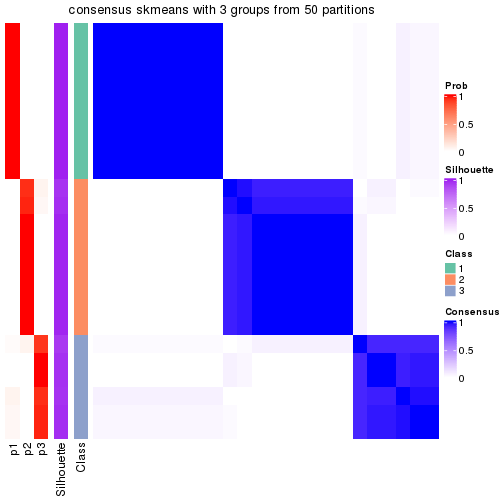 consensus skmeans with 3 groups from 50 partitions
Prob
1
0.5
0
Silhouette
1
0.5
0
Class
1
2
3
Consensus
1
0.5
0
p1
p2
p3
Silhouette
Class